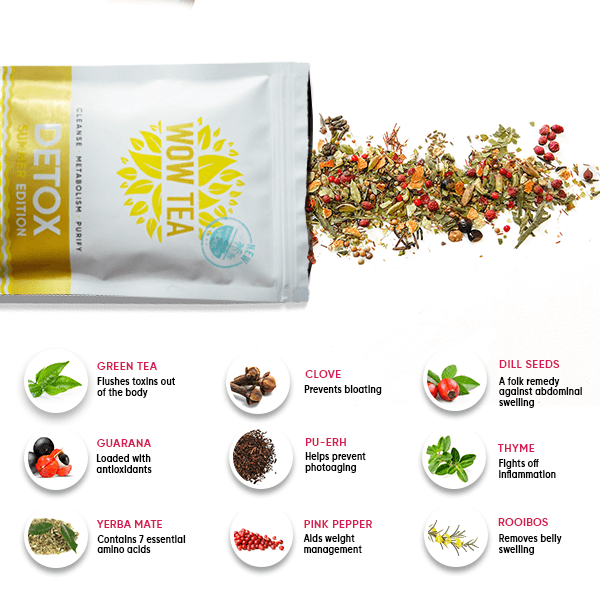 WOW TEA
NEW
CLEANSE METABOLISM PURIFY
DETOX
SUMMER EDITION
GREEN TEA
Flushes toxins out
of the body
CLOVE
Prevents bloating
DILL SEEDS
A folk remedy
against abdominal
swelling
GUARANA
Loaded with
antioxidants
PU-ERH
Helps prevent
photoaging
THYME
Fights off
inflammation
YERBA MATE
Contains 7 essential
amino acids
PINK PEPPER
Aids weight
management
ROOIBOS
Removes belly
swelling